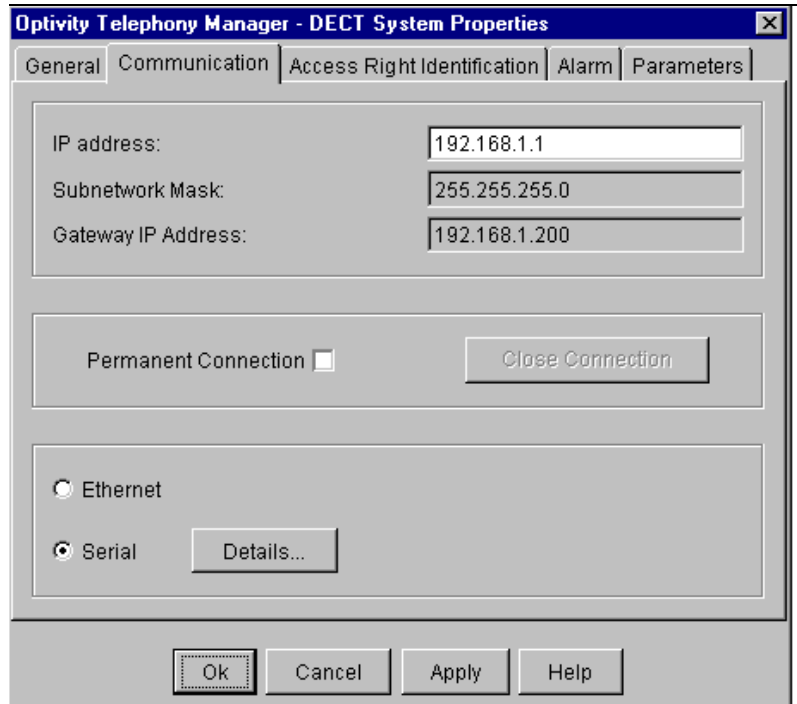 Optivity Telephony Manager - DECT System Properties
General Communication Access Right Identification Alarm Parameters
IP address: 192.168.1.1
Subnetwork Mask: 255.255.255.0
Gateway IP Address: 192.168.1.200
Permanent Connection Close Connection
Ethernet
Serial Details...
Ok Cancel Apply Help